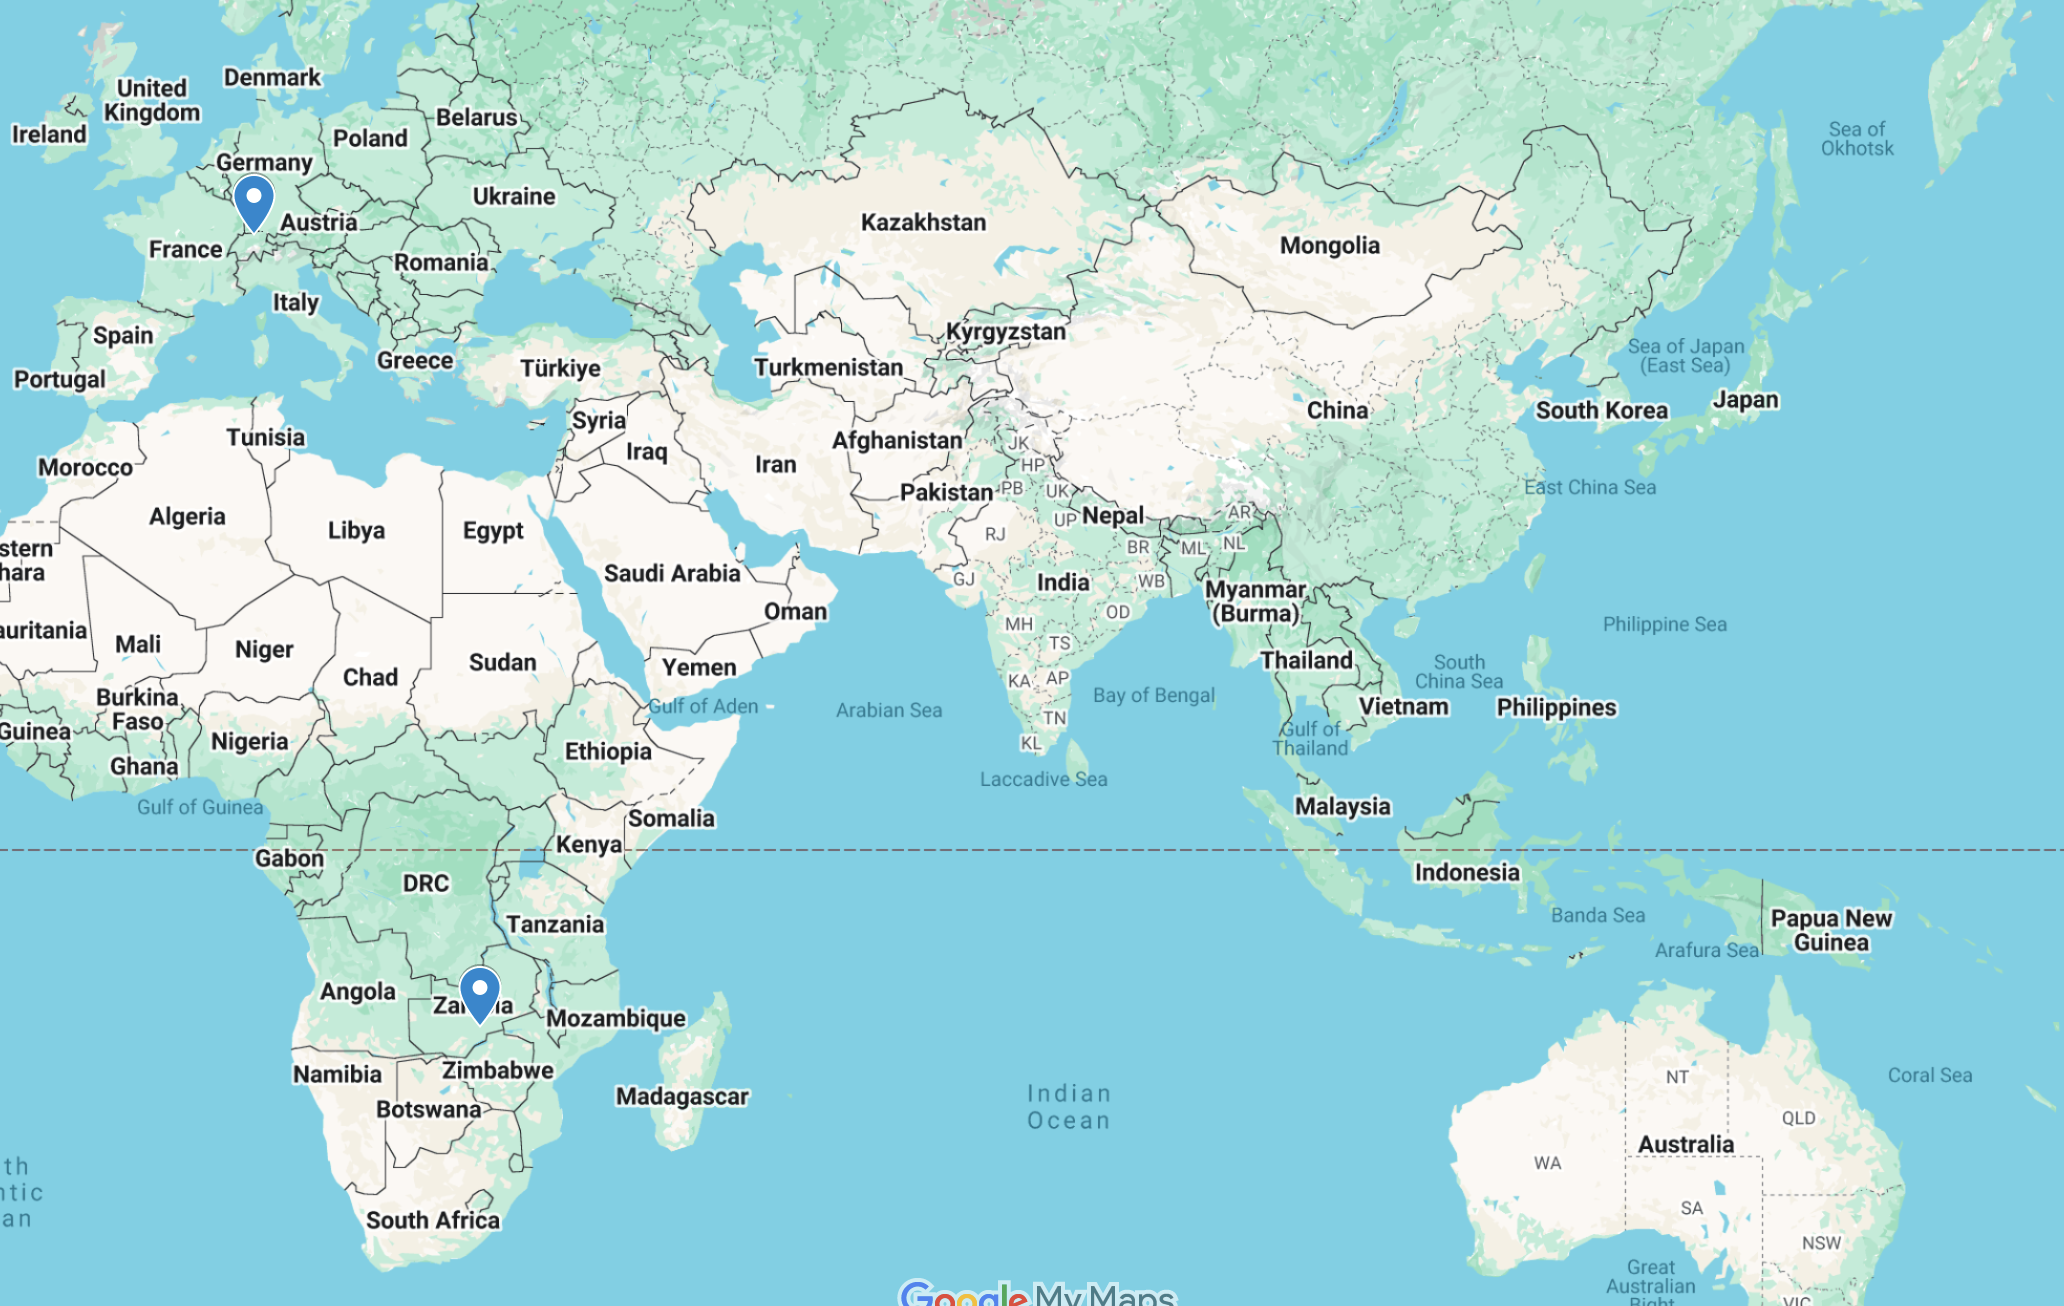 Denmark
United
Kingdom
Ireland
Belarus
Poland
Germany
Ukraine
Austria
France
Romania
Italy
Spain
Portugal
Greece
Türkiye
Kazakhstan
Mongolia
Sea of
Okhotsk
Kyrgyzstan
Turkmenistan
Sea of Japan
(East Sea)
China
South Korea
Japan
Syria
Iraq
Iran
Afghanistan
Pakistan
JK
HP
PB
UK
Nepal
UP
RJ
AR
BR
ML
NL
GJ
India
WB
OD
MH
TS
KA
AP
TN
KL
East China Sea
Tunisia
Morocco
Algeria
Libya
Egypt
stern
hara
Saudi Arabia
Oman
Yemen
auritania
Mali
Niger
Chad
Sudan
Burkina
Faso
Guinea
Ghana
Nigeria
Ethiopia
Gulf of Aden
Arabian Sea
Bay of Bengal
Laccadive Sea
Myanmar
(Burma)
Thailand
Vietnam
Gulf of
Thailand
South
China Sea
Philippine Sea
Philippines
Malaysia
Indonesia
Gulf of Guinea
Somalia
Kenya
Gabon
DRC
Tanzania
Angola
Mozambique
Namibia
Zimbabwe
Botswana
Madagascar
South Africa
Indian
Ocean
Banda Sea
Arafura Sea
Papua New
Guinea
Coral Sea
NT
QLD
Australia
WA
SA
NSW
VIC
Great
Australian
Bight
th
ntic
an
Google My Maps